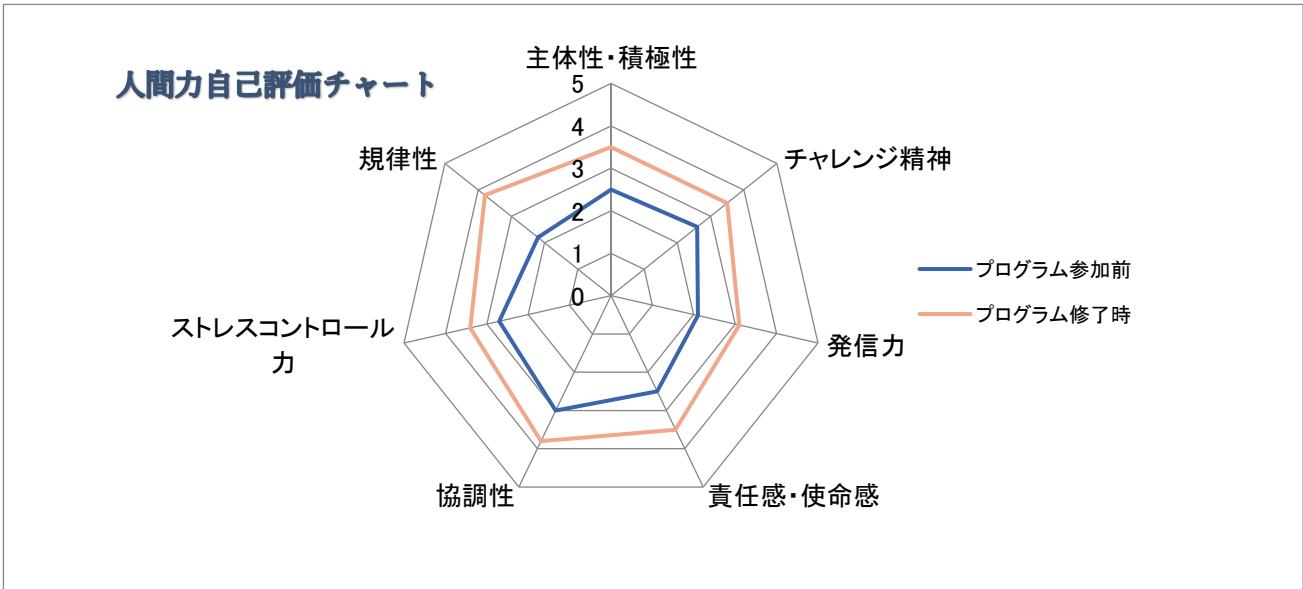 人間力自己評価チャート
主体性・積極性
5
4
3
2
1
0
チャレンジ精神
発信力
責任感・使命感
協調性
ストレスコントロール
力
規律性
プログラム参加前
プログラム修了時